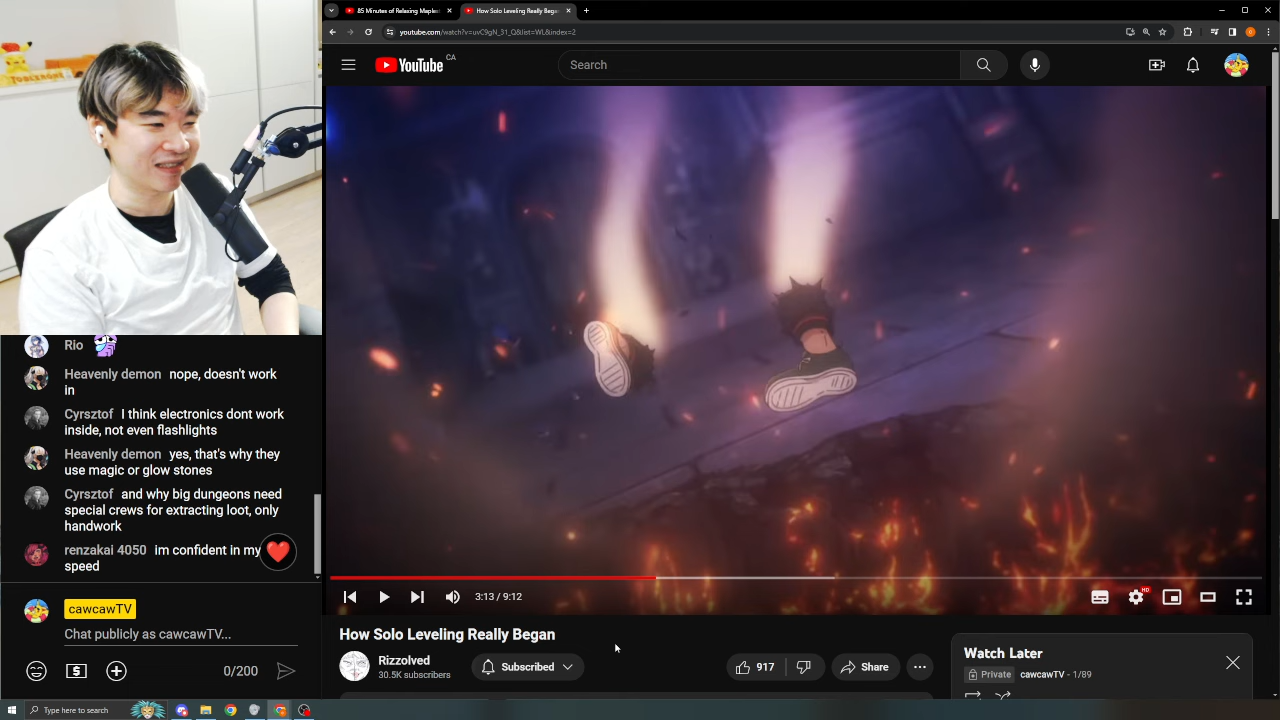 85 Minutes of Relaxing Maples
How Solo Leveling Really Began
youtube.com/watch?v=uvC9gN_31_Q&list=WL&index=2
YouTube CA
Search
Rio
Heavenly demon nope, doesn't work
in
Cyrsztof I think electronics dont work
inside, not even flashlights
Heavenly demon yes, that's why they
use magic or glow stones
Cyrsztof and why big dungeons need
special crews for extracting loot, only
handwork
renzakai 4050 im confident in my
speed
cawcawTV
Chat publicly as cawcawTV...
0/200
3:13 / 9:12
HD
How Solo Leveling Really Began
Rizzolved
30.5K subscribers
Subscribed
917
Share
Watch Later
Private cawcawTV - 1/89
Type here to search